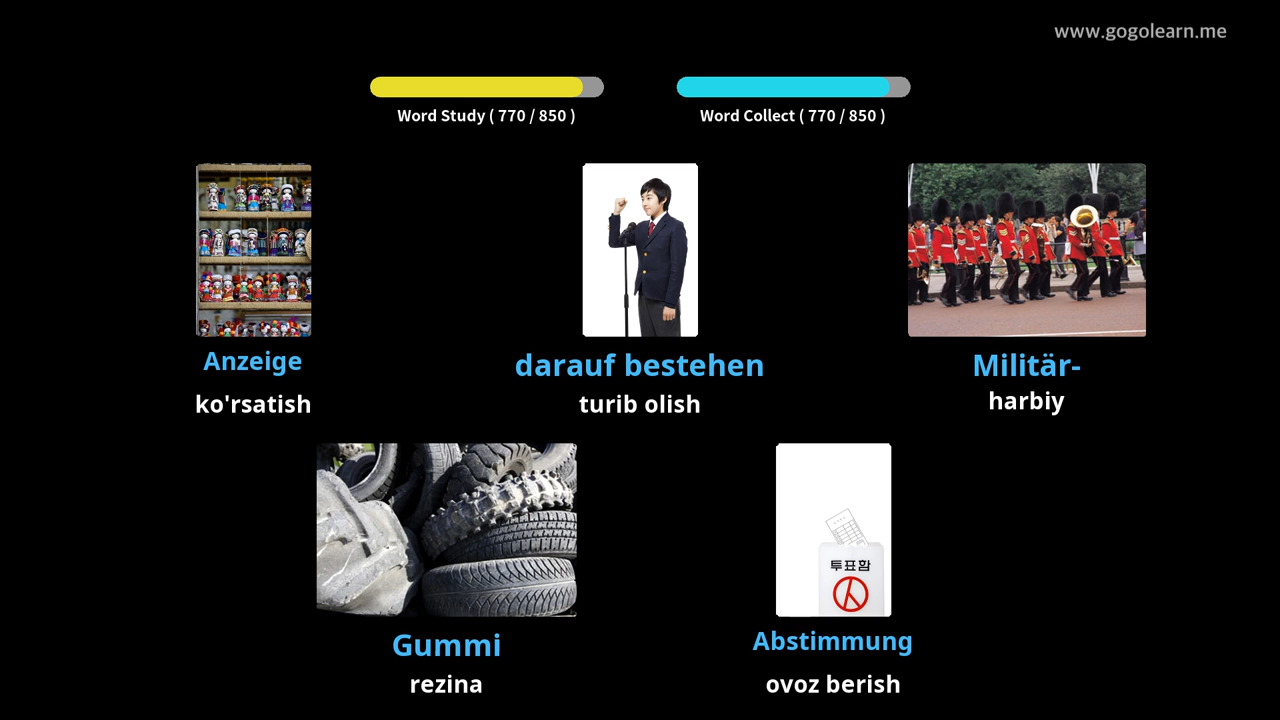 www.gogolearn.me
Word Study ( 770 / 850 )
Word Collect ( 770 / 850 )
Anzeige
ko'rsatish
darauf bestehen
turib olish
Militär-
harbiy
Gummi
rezina
투표함
Abstimmung
ovoz berish